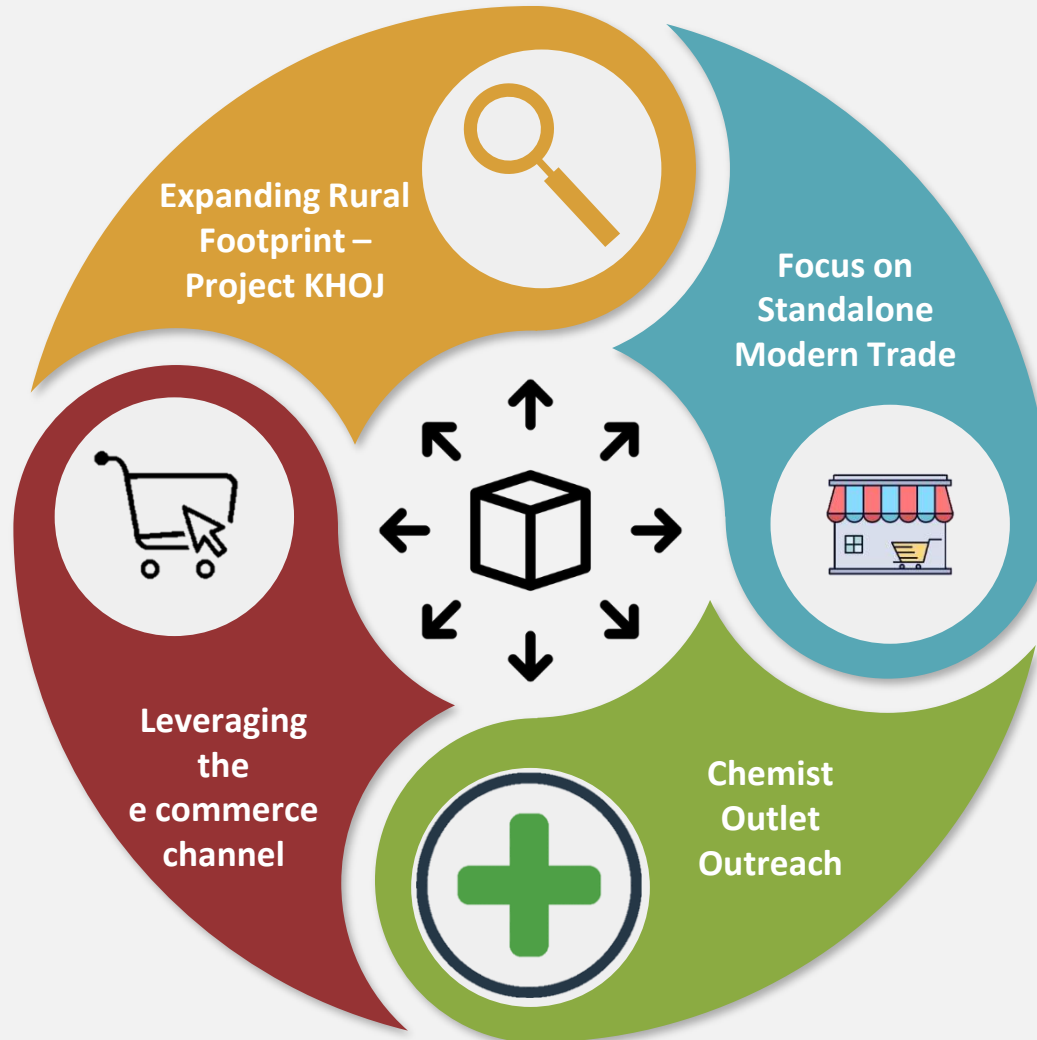 Expanding Rural
Footprint –
Project KHOJ
Focus on
Standalone
Modern Trade
Leveraging
the
e commerce
channel
Chemist
Outlet
Outreach